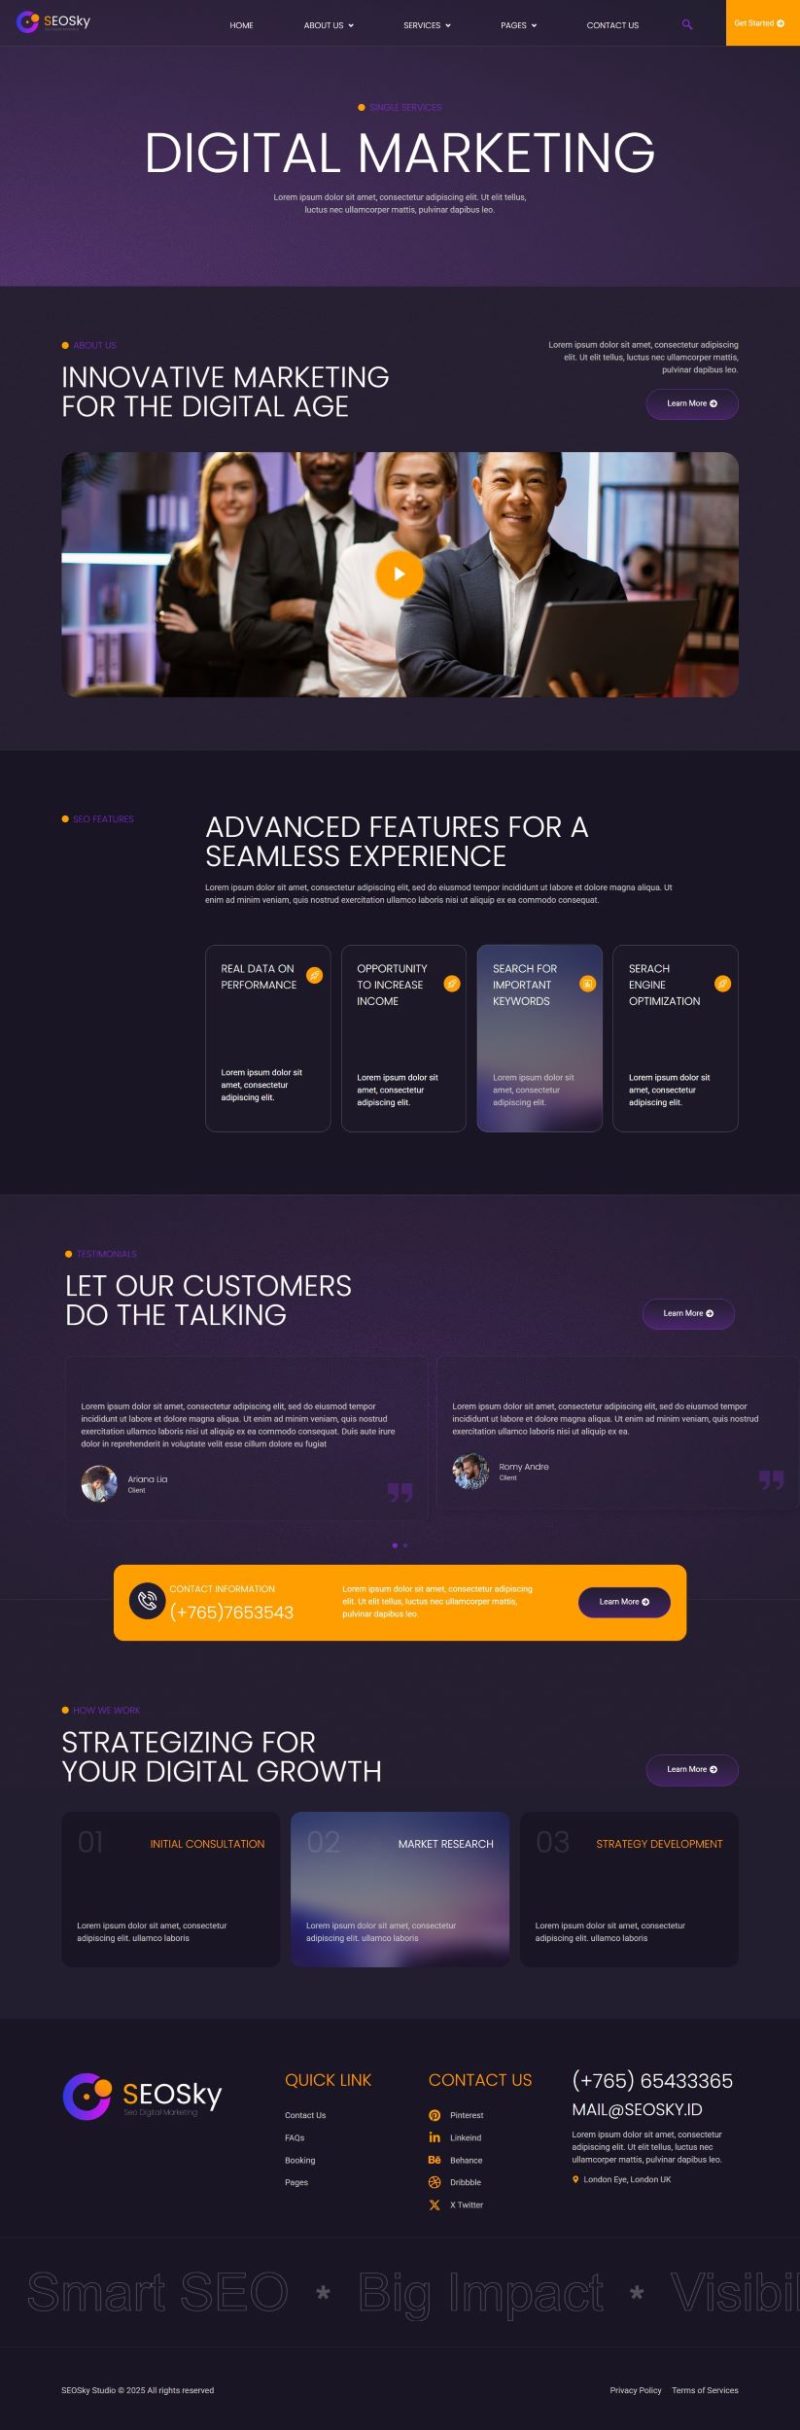 SEOSky
HOME
ABOUT US
SERVICES
PAGES
CONTACT US
Get Started
SINGLE SERVICES
DIGITAL MARKETING
Lorem ipsum dolor sit amet, consectetur adipiscing elit. Ut elit tellus,
luctus nec ullamcorper mattis, pulvinar dapibus leo.
ABOUT US
INNOVATIVE MARKETING
FOR THE DIGITAL AGE
Lorem ipsum dolor sit amet, consectetur adipiscing
elit. Ut elit tellus, luctus nec ullamcorper mattis,
pulvinar dapibus leo.
Learn More
SEO FEATURES
ADVANCED FEATURES FOR A
SEAMLESS EXPERIENCE
Lorem ipsum dolor sit amet, consectetur adipiscing elit, sed do eiusmod tempor incididunt ut labore et dolore magna aliqua. Ut
enim ad minim veniam, quis nostrud exercitation ullamco laboris nisi ut aliquip ex ea commodo consequat.
REAL DATA ON
PERFORMANCE
Lorem ipsum dolor sit
amet, consectetur
adipiscing elit.
OPPORTUNITY
TO INCREASE
INCOME
Lorem ipsum dolor sit
amet, consectetur
adipiscing elit.
SEARCH FOR
IMPORTANT
KEYWORDS
Lorem ipsum dolor sit
amet, consectetur
adipiscing elit.
SERACH
ENGINE
OPTIMIZATION
Lorem ipsum dolor sit
amet, consectetur
adipiscing elit.
TESTIMONIALS
LET OUR CUSTOMERS
DO THE TALKING
Learn More
Lorem ipsum dolor sit amet, consectetur adipiscing elit, sed do eiusmod tempor
incididunt ut labore et dolore magna aliqua. Ut enim ad minim veniam, quis nostrud
exercitation ullamco laboris nisi ut aliquip ex ea commodo consequat. Duis aute irure
dolor in reprehenderit in voluptate velit esse cillum dolore eu fugiat
Ariana Lia
Client
Lorem ipsum dolor sit amet, consectetur adipiscing elit, sed do eiusmod tempor
incididunt ut labore et dolore magna aliqua. Ut enim ad minim veniam, quis nostrud
exercitation ullamco laboris nisi ut aliquip ex ea.
Romy Andre
Client
CONTACT INFORMATION
(+765)7653543
Lorem ipsum dolor sit amet, consectetur adipiscing
elit. Ut elit tellus, luctus nec ullamcorper mattis,
pulvinar dapibus leo.
Learn More
HOW WE WORK
STRATEGIZING FOR
YOUR DIGITAL GROWTH
Learn More
01
INITIAL CONSULTATION
Lorem ipsum dolor sit amet, consectetur
adipiscing elit. ullamco laboris
02
MARKET RESEARCH
Lorem ipsum dolor sit amet, consectetur
adipiscing elit. ullamco laboris
03
STRATEGY DEVELOPMENT
Lorem ipsum dolor sit amet, consectetur
adipiscing elit. ullamco laboris
SEOSky
Seo Digital Marketing
QUICK LINK
Contact Us
FAQs
Booking
Pages
CONTACT US
Pinterest
Linkeind
Behance
Dribbble
X Twitter
(+765) 65433365
MAIL@SEOSKY.ID
Lorem ipsum dolor sit amet, consectetur
adipiscing elit. Ut elit tellus, luctus nec
ullamcorper mattis, pulvinar dapibus leo.
London Eye, London UK
Smart SEO * Big Impact * Visibil
SEOSky Studio © 2025 All rights reserved
Privacy Policy
Terms of Services